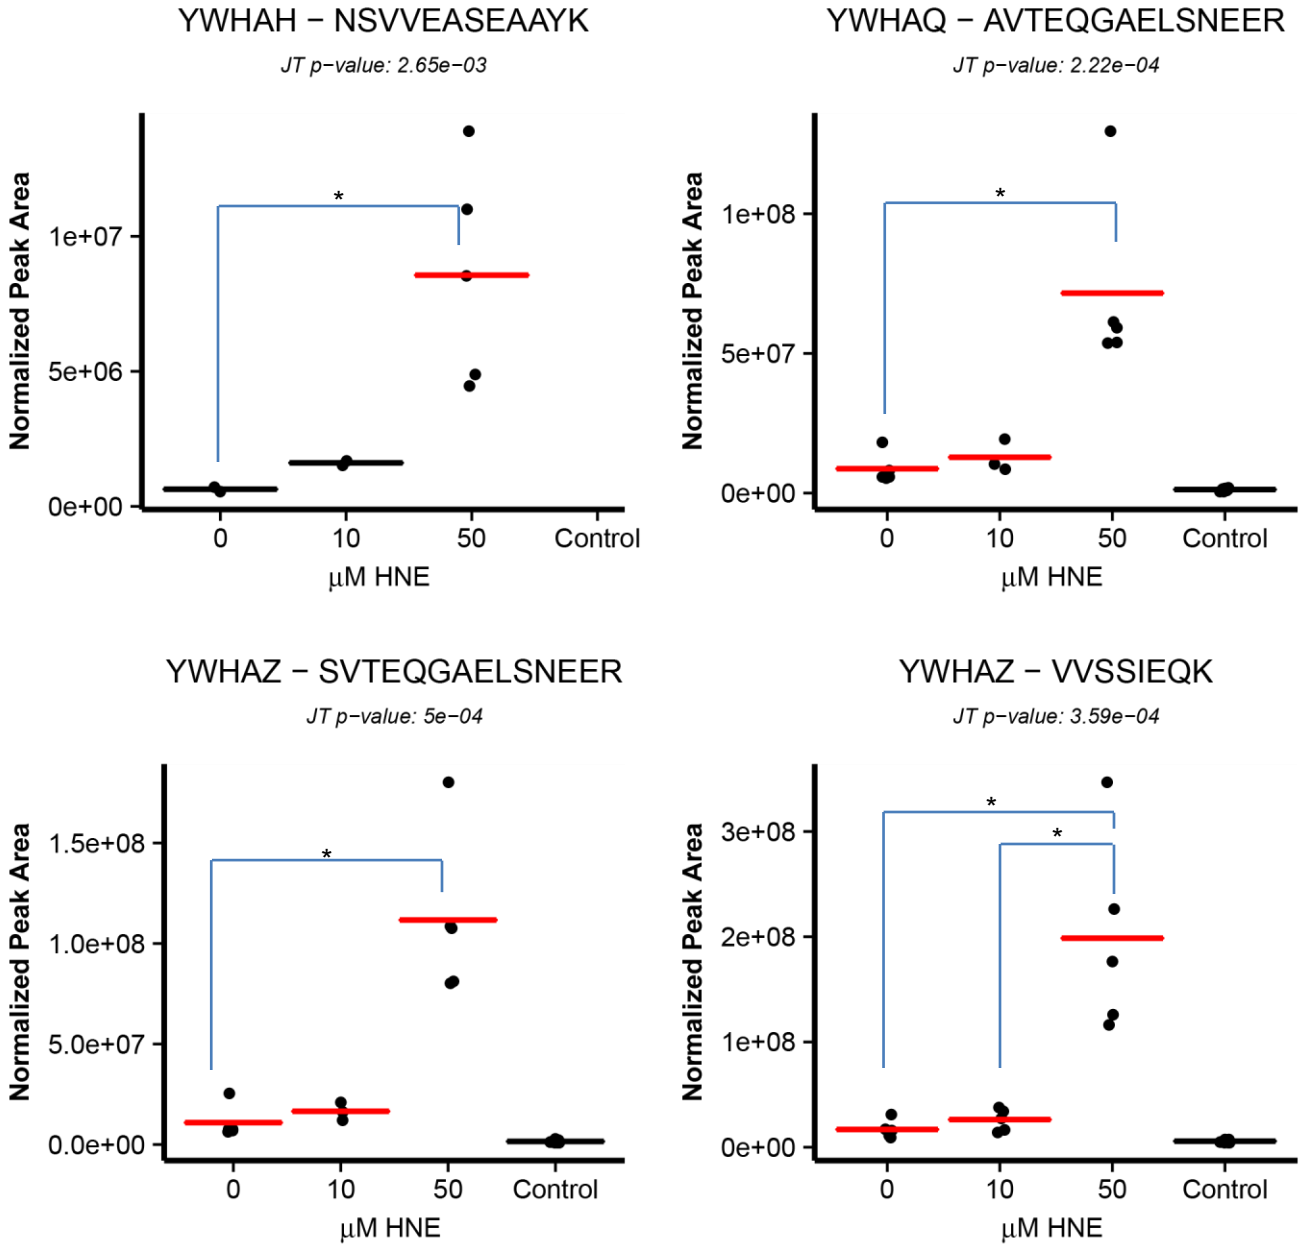 YWHAH − NSVVEASEAAYK
JT p−value: 2.65e−03
Normalized Peak Area
1e+07
5e+06
0e+00
*
0 10 50 Control
μM HNE
YWHAQ − AVTEQGAELSNEER
JT p−value: 2.22e−04
Normalized Peak Area
1e+08
5e+07
0e+00
*
0 10 50 Control
μM HNE
YWHAZ − SVTEQGAELSNEER
JT p−value: 5e−04
Normalized Peak Area
1.5e+08
1.0e+08
5.0e+07
0.0e+00
*
0 10 50 Control
μM HNE
YWHAZ − VVSSIEQK
JT p−value: 3.59e−04
Normalized Peak Area
3e+08
2e+08
1e+08
0e+00
*
*
0 10 50 Control
μM HNE